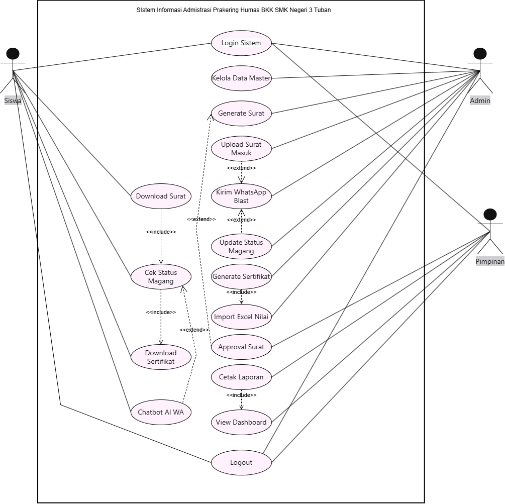 SIstem Informasi Admistrasi Prakering Humas BKK SMK Negeri 3 Tuban
Login Sistem
Kelola Data Master
Siswa
Admin
Generate Surat
Upload Surat
Masuk
<<extend>>
Kirim WhatsApp
Blast
Download Surat
<<extend>>
<<extend>>
<<include>>
Update Status
Magang
Pimpinan
Cek Status
Magang
Generate Sertifikat
<<include>>
<<include>>
Import Excel Nilai
<<extend>>
Approval Surat
Download
Sertifikat
Cetak Laporan
<<include>>
Chatbot AI WA
View Dashboard
Logout